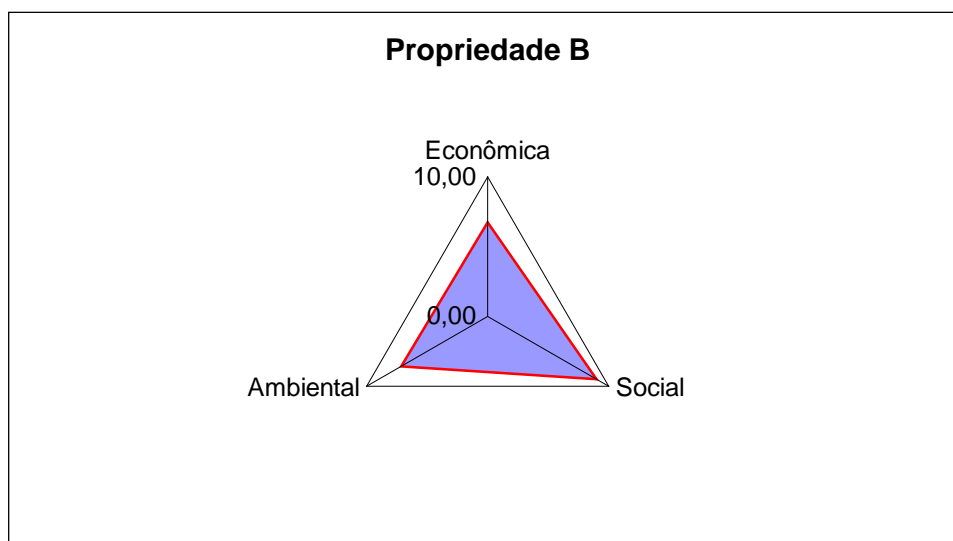 Propriedade B
Econômica
10,00
0,00
Ambiental
Social